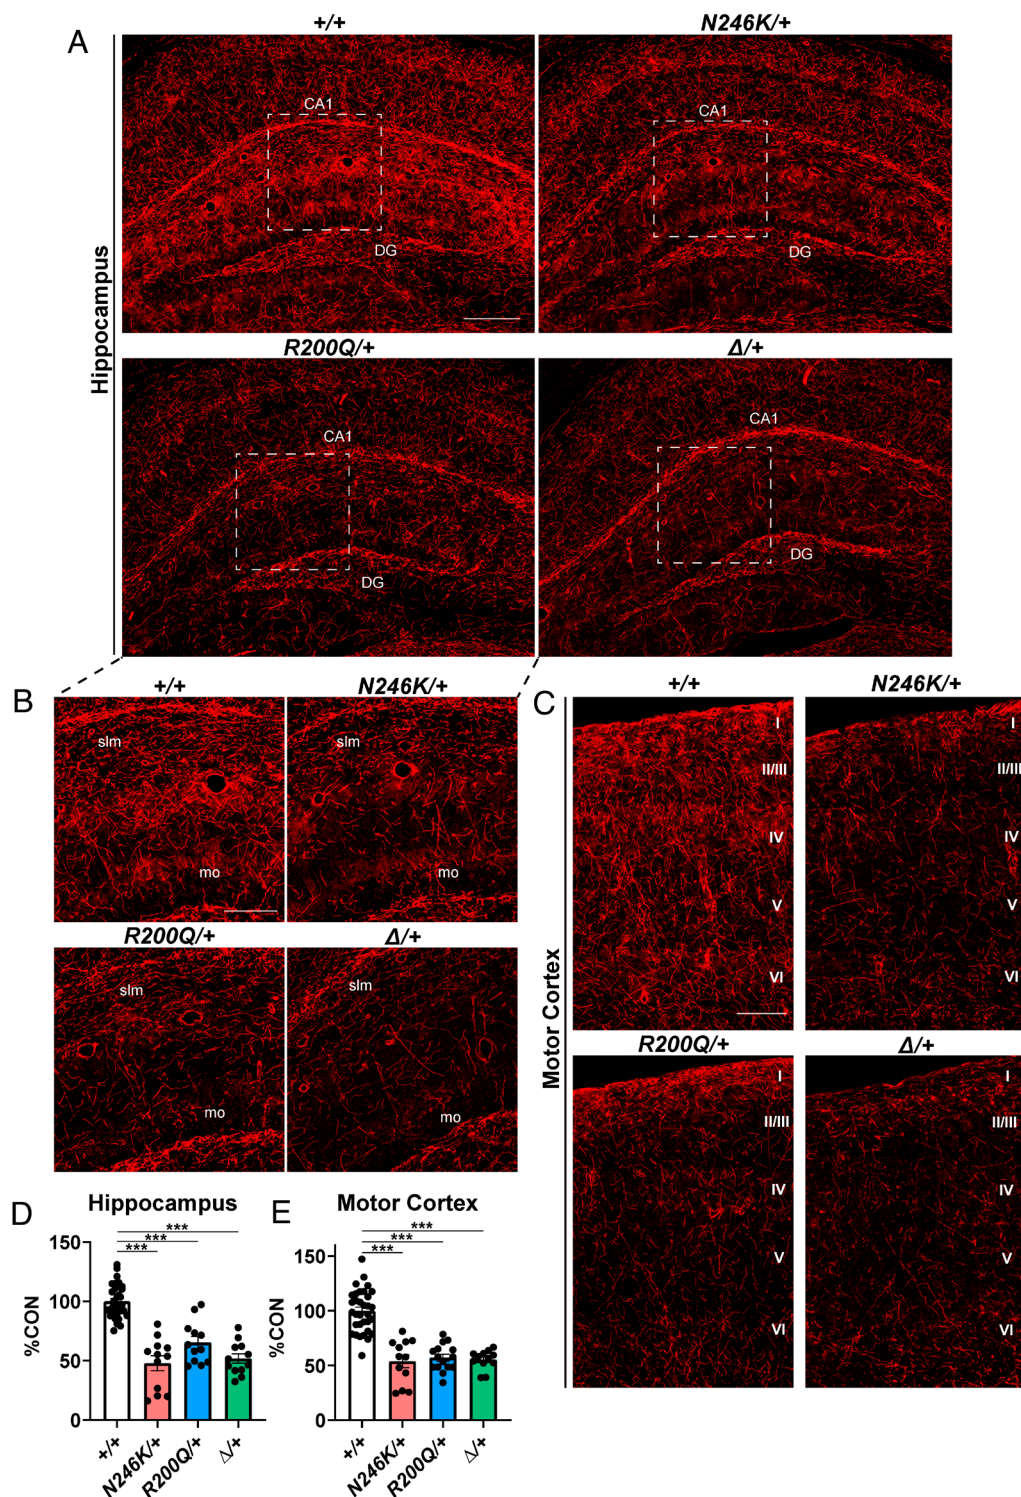 A
+/+
N246K/+
Hippocampus
CA1
DG
CA1
DG
R200Q/+
Δ/+
CA1
DG
CA1
DG
B
+/+
N246K/+
slm
mo
slm
mo
R200Q/+
Δ/+
slm
mo
slm
mo
C
+/+
N246K/+
Motor Cortex
I
II/III
IV
V
VI
I
II/III
IV
V
VI
R200Q/+
Δ/+
I
II/III
IV
V
VI
I
II/III
IV
V
VI
D
Hippocampus
***
***
***
150
100
50
0
%CON
+/+
N246K/+
R200Q/+
Δ/+
E
Motor Cortex
***
***
***
150
100
50
0
%CON
+/+
N246K/+
R200Q/+
Δ/+